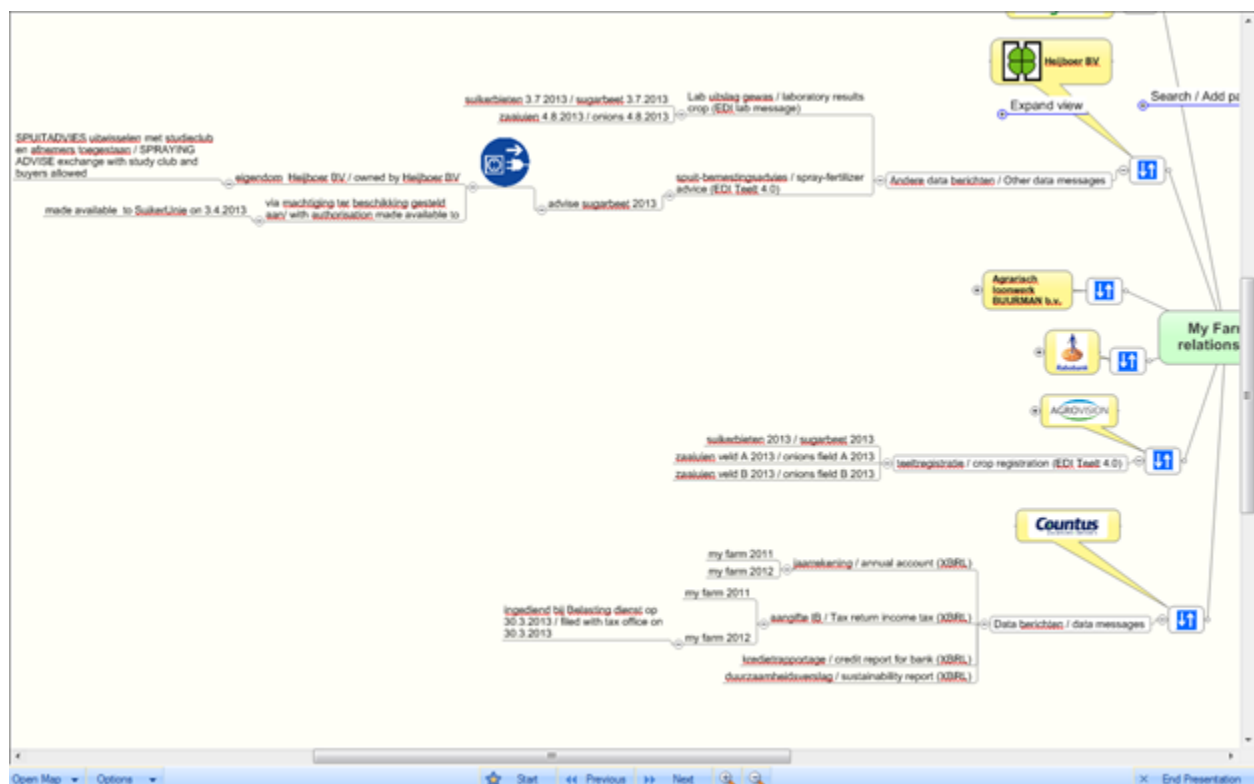 Heijboer BV
Expand view
Search / Add pa
suikerbieten 3.7 2013 / sugarbeet 3.7.2013
zaaiuien 4.8.2013 / onions 4.8.2013
Lab uitslag gewas / laboratory results
crop (EDI lab message)
SPUITADVIES uitwisselen met studieclub
en afnemers toegestaan / SPRAYING
ADVISE exchange with study club and
buyers allowed
eigendom Heijboer BV / owned by Heijboer BV
made available to SuikerUnie on 3.4.2013
via machtiging ter beschikking gesteld
aan/ with authorisation made available to
advise sugarbeet 2013
spuit-bemestingsadvies / spray-fertilizer
advice (EDI Teelt 4.0)
Andere data berichten / Other data messages
Agrarisch
loonwerk
BUURMAN b.v.
My Far
relations
Rabobank
AGROVISION
suikerbieten 2013 / sugarbeet 2013
zaaiuien veld A 2013 / onions field A 2013
zaaiuien veld B 2013 / onions field B 2013
teeltregistratie / crop registration (EDI Teelt 4.0)
Countus
my farm 2011
my farm 2012
jaarrekening / annual account (XBRL)
my farm 2011
ingediend bij Belasting dienst op
30.3.2013 / filed with tax office on
30.3.2013
my farm 2012
aangifte IB / Tax return income tax (XBRL)
Data berichten / data messages
kredietrapportage / credit report for bank (XBRL)
duurzaamheidsverslag / sustainability report (XBRL)
Open Map Options Start Previous Next End Presentation